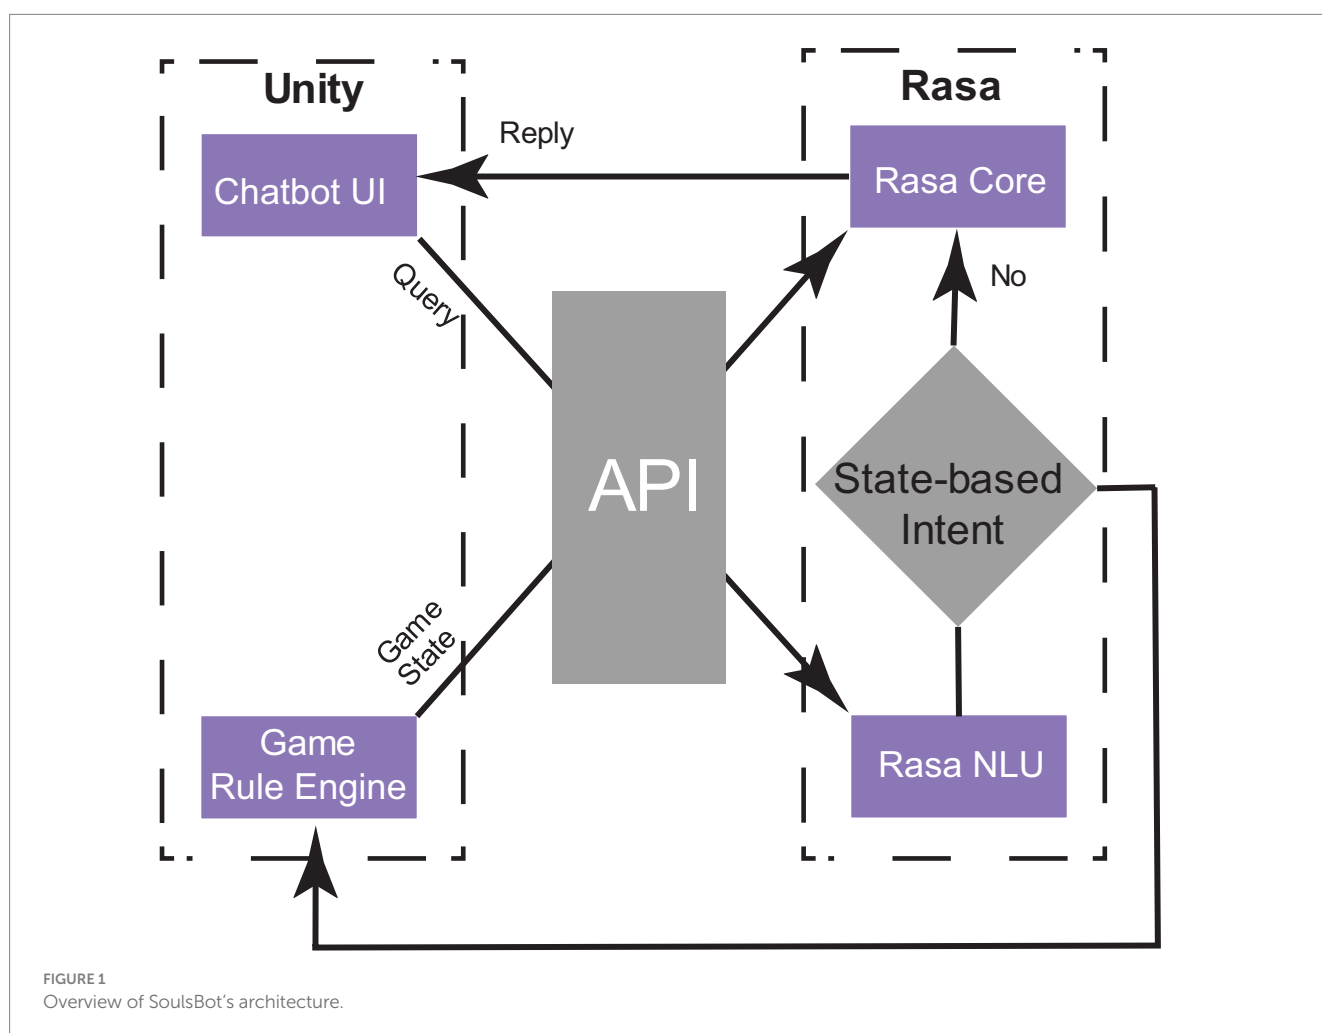 Unity
Rasa
Chatbot UI
Reply
Rasa Core
Query
No
API
State-based
Intent
Game
State
Game
Rule Engine
Rasa NLU
FIGURE 1
Overview of SoulsBot's architecture.